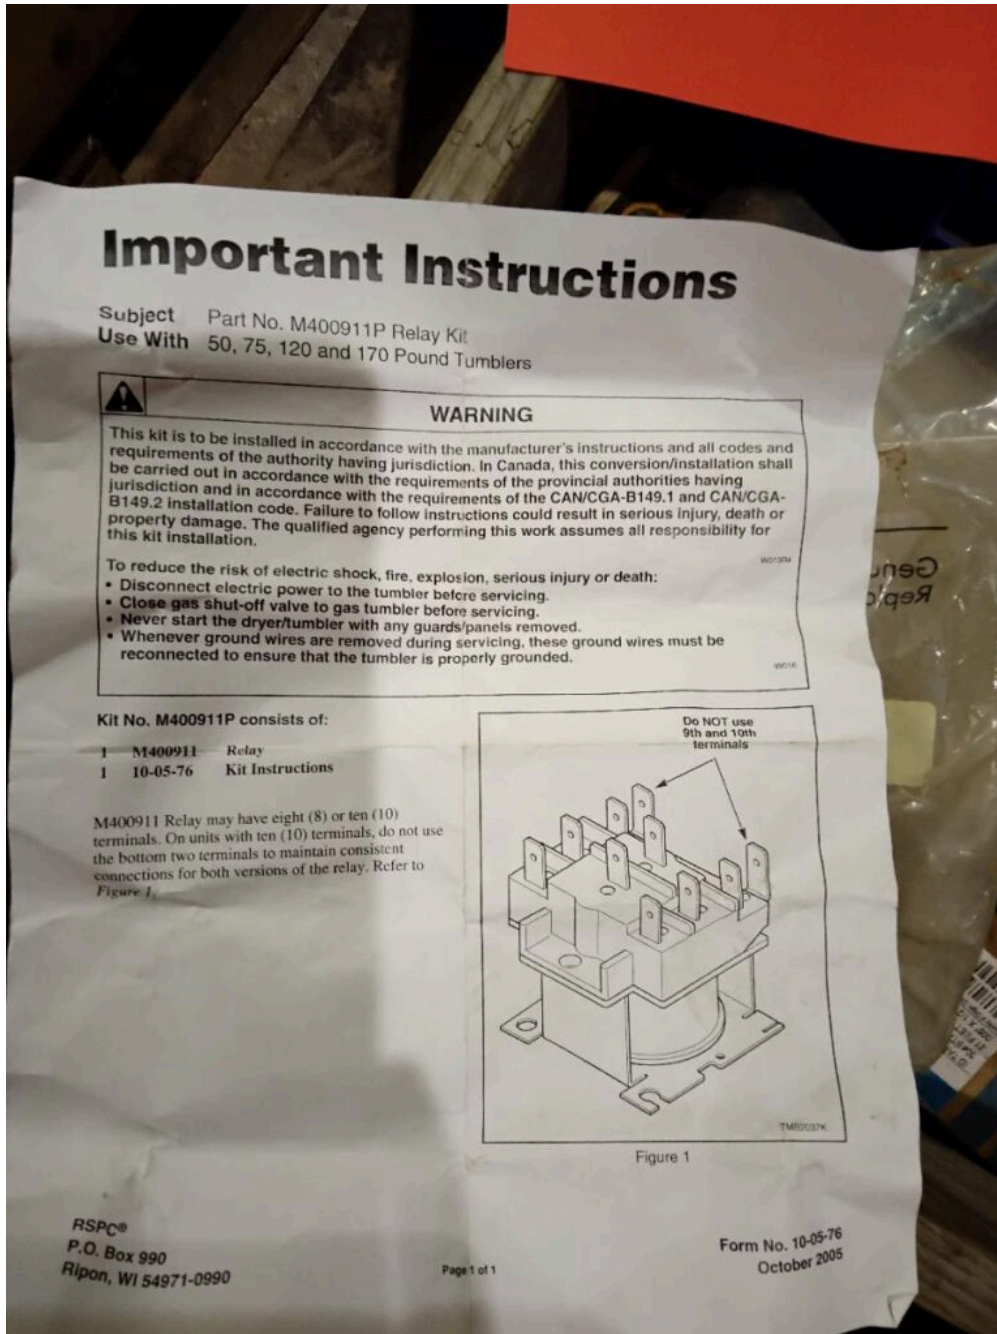 Important Instructions
Subject Part No. M400911P Relay Kit
Use With 50, 75, 120 and 170 Pound Tumblers
WARNING
This kit is to be installed in accordance with the manufacturer's instructions and all codes and
requirements of the authority having jurisdiction. In Canada, this conversion/installation shall
be carried out in accordance with the requirements of the provincial authorities having
jurisdiction and in accordance with the requirements of the CAN/CGA-B149.1 and CAN/CGA-
B149.2 installation code. Failure to follow instructions could result in serious injury, death or
property damage. The qualified agency performing this work assumes all responsibility for
this kit installation.
To reduce the risk of electric shock, fire, explosion, serious injury or death:
• Disconnect electric power to the tumbler before servicing.
• Close gas shut-off valve to gas tumbler before servicing.
• Never start the dryer/tumbler with any guards/panels removed.
• Whenever ground wires are removed during servicing, these ground wires must be
reconnected to ensure that the tumbler is properly grounded.
W016
Kit No. M400911P consists of:
1 M400911 Relay
1 10-05-76 Kit Instructions
M400911 Relay may have eight (8) or ten (10)
terminals. On units with ten (10) terminals, do not use
the bottom two terminals to maintain consistent
connections for both versions of the relay. Refer to
Figure 1.
Do NOT use
9th and 10th
terminals
TMB2037K
Figure 1
RSPC®
P.O. Box 990
Ripon, WI 54971-0990
Page 1 of 1
Form No. 10-05-76
October 2005